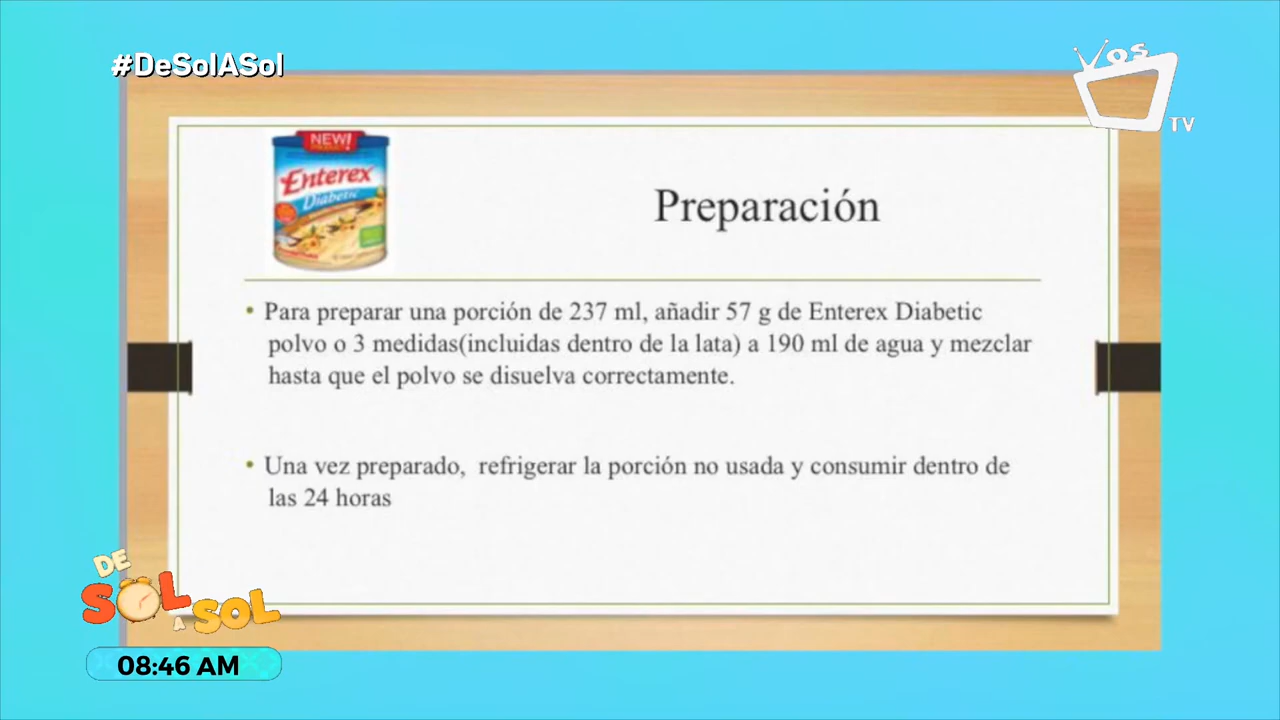 #DeSolASol
VOS
TV
NEW!
Enterex
Diabetic
Preparación
• Para preparar una porción de 237 ml, añadir 57 g de Enterex Diabetic
polvo o 3 medidas(incluidas dentro de la lata) a 190 ml de agua y mezclar
hasta que el polvo se disuelva correctamente.
• Una vez preparado, refrigerar la porción no usada y consumir dentro de
las 24 horas
DE
SOL
A SOL
08:46 AM